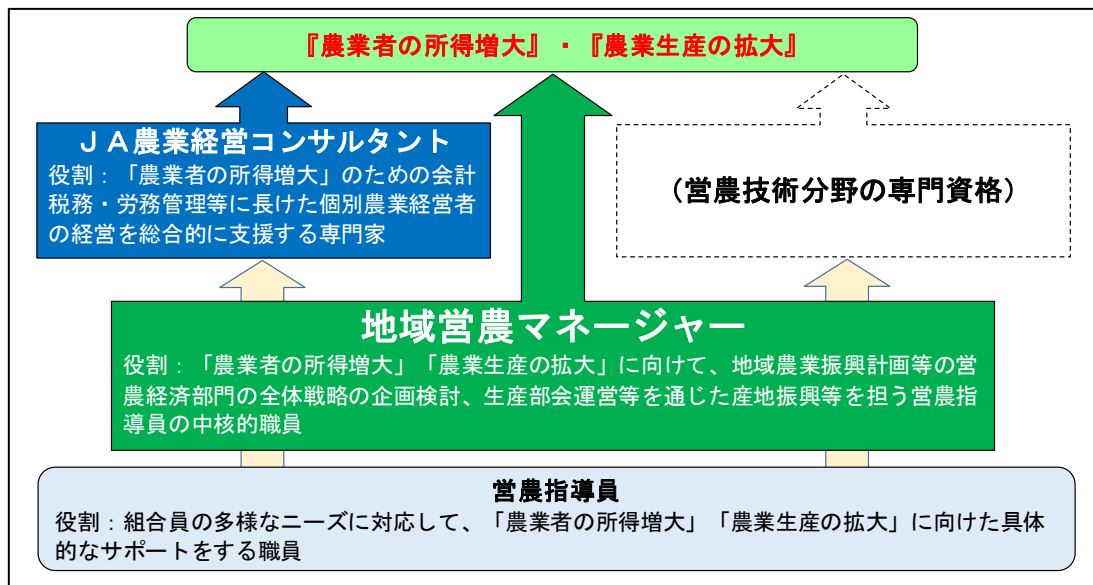 『農業者の所得増大』・『農業生産の拡大』
ＪＡ農業経営コンサルタント
役割：「農業者の所得増大」のための会計
税務・労務管理等に長けた個別農業経営者
の経営を総合的に支援する専門家
（営農技術分野の専門資格）
地域営農マネージャー
役割：「農業者の所得増大」「農業生産の拡大」に向けて、地域農業振興計画等の営
農経済部門の全体戦略の企画検討、生産部会運営等を通じた産地振興等を担う営農指
導員の中核的職員
営農指導員
役割：組合員の多様なニーズに対応して、「農業者の所得増大」「農業生産の拡大」に向けた具体
的なサポートをする職員